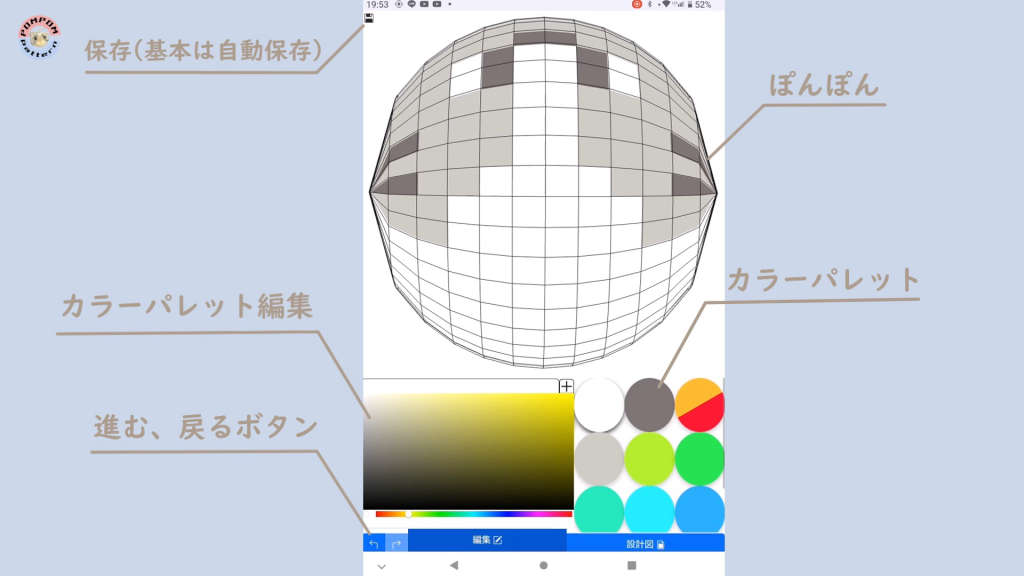 19:53
52%
POMPOM
pattern
保存(基本は自動保存)
ぽんぽん
カラーパレット
カラーパレット編集
進む、戻るボタン
編集
設計図